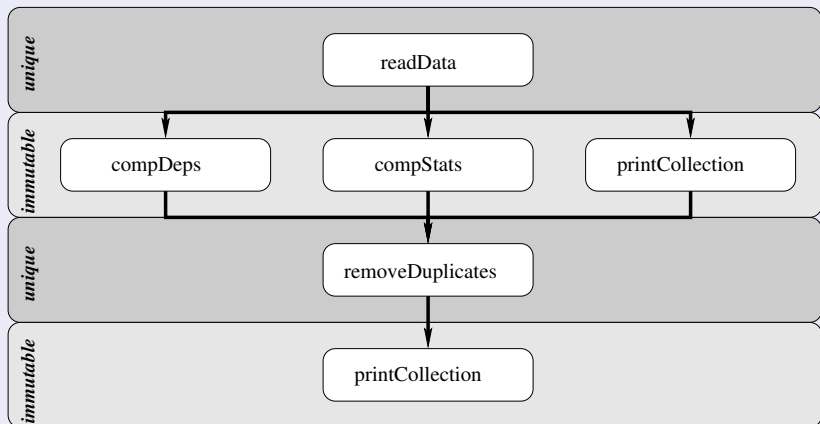 unique
readData
immutable
compDeps
compStats
printCollection
unique
removeDuplicates
immutable
printCollection